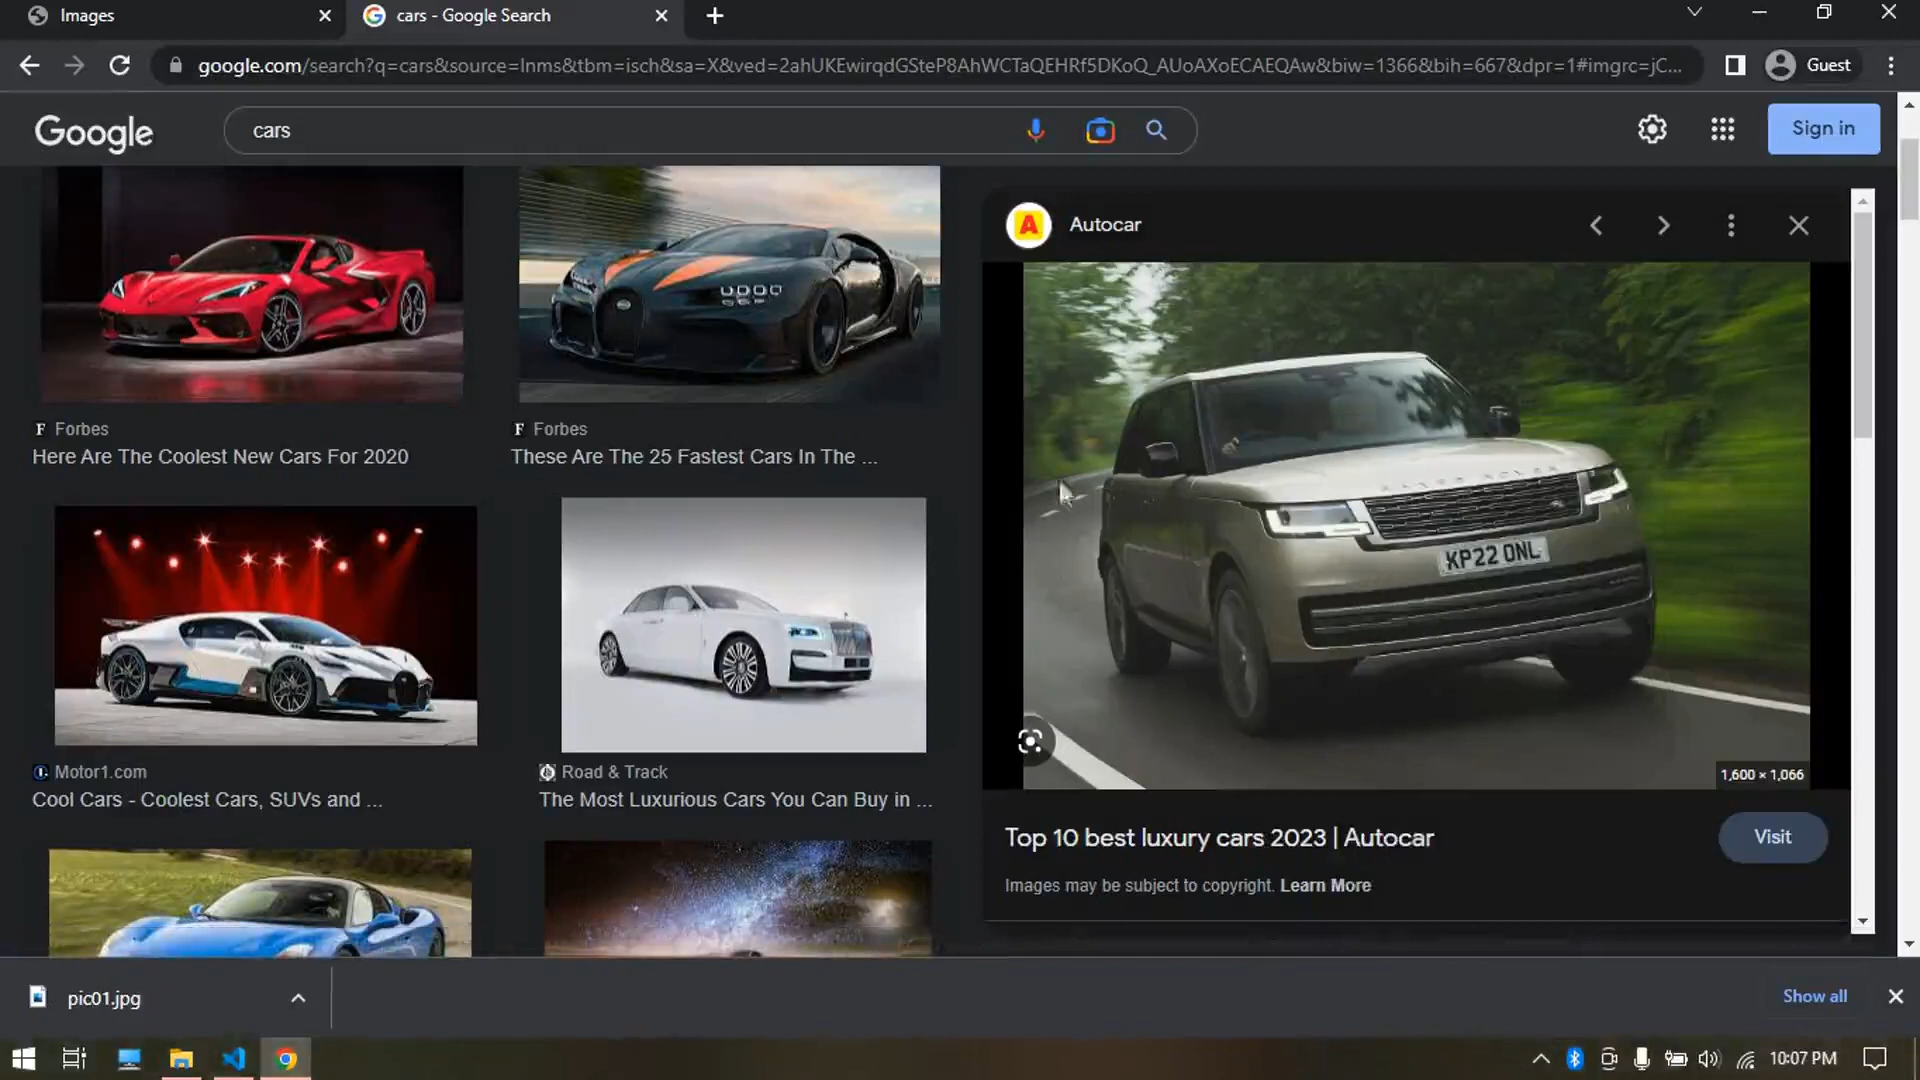 Images
cars - Google Search
google.com/search?q=cars&source=lnms&tbm=isch&sa=X&ved=2ahUKEwirqdGSteP8AhWCTaQEHRf5DKoQ_AUoAXoECAEQAw&biw=1366&bih=667&dpr=1#imgrc=jC...
Guest
Google
cars
Sign in
A Autocar
RANGE ROVER
KP22 ONL
1,600 × 1,066
F Forbes
Here Are The Coolest New Cars For 2020
F Forbes
These Are The 25 Fastest Cars In The ...
Motor1.com
Cool Cars - Coolest Cars, SUVs and ...
Road & Track
The Most Luxurious Cars You Can Buy in ...
Top 10 best luxury cars 2023 | Autocar
Visit
Images may be subject to copyright. Learn More
pic01.jpg
Show all
10:07 PM